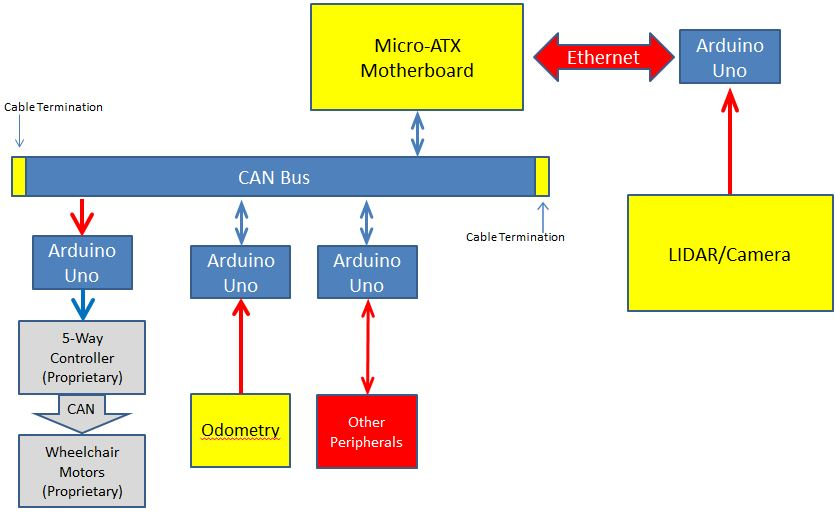 Micro-ATX
Motherboard
Ethernet
Arduino
Uno
Cable Termination
CAN Bus
Cable Termination
Arduino
Uno
Arduino
Uno
Arduino
Uno
LIDAR/Camera
5-Way
Controller
(Proprietary)
CAN
Odometry
Other
Peripherals
Wheelchair
Motors
(Proprietary)